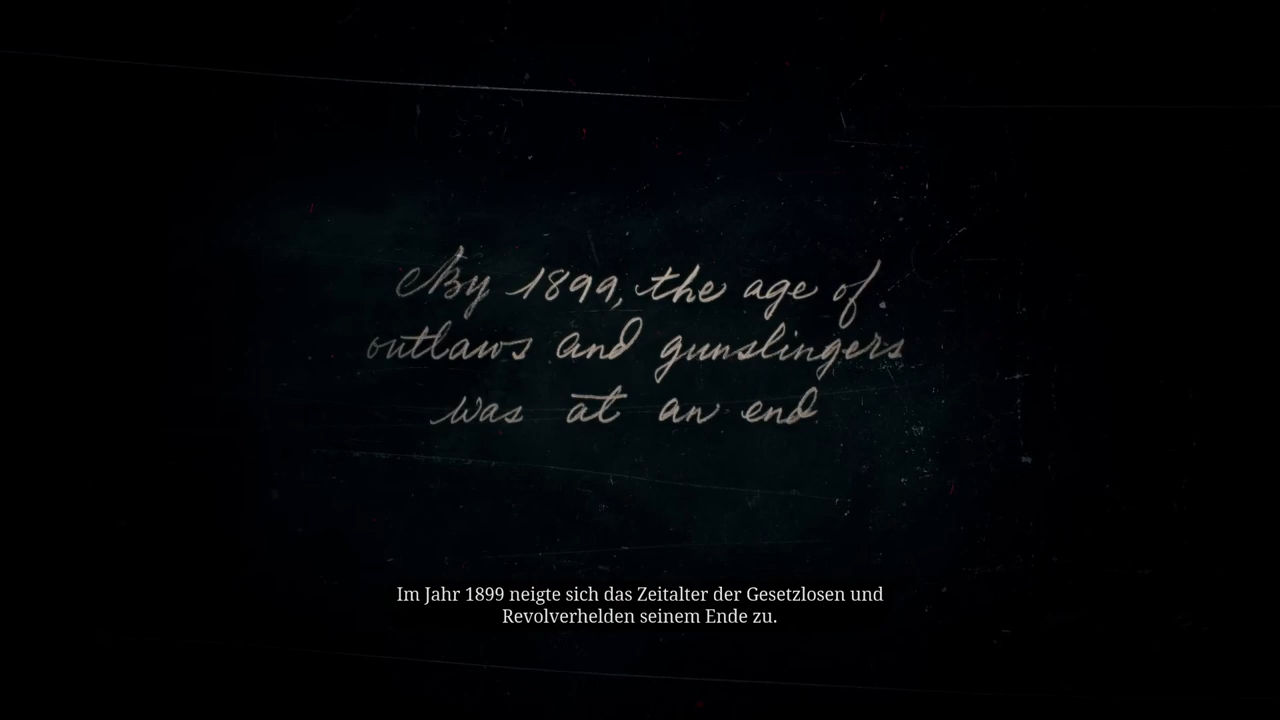 By 1899, the age of
outlaws and gunslingers
was at an end
Im Jahr 1899 neigte sich das Zeitalter der Gesetzlosen und
Revolverhelden seinem Ende zu.